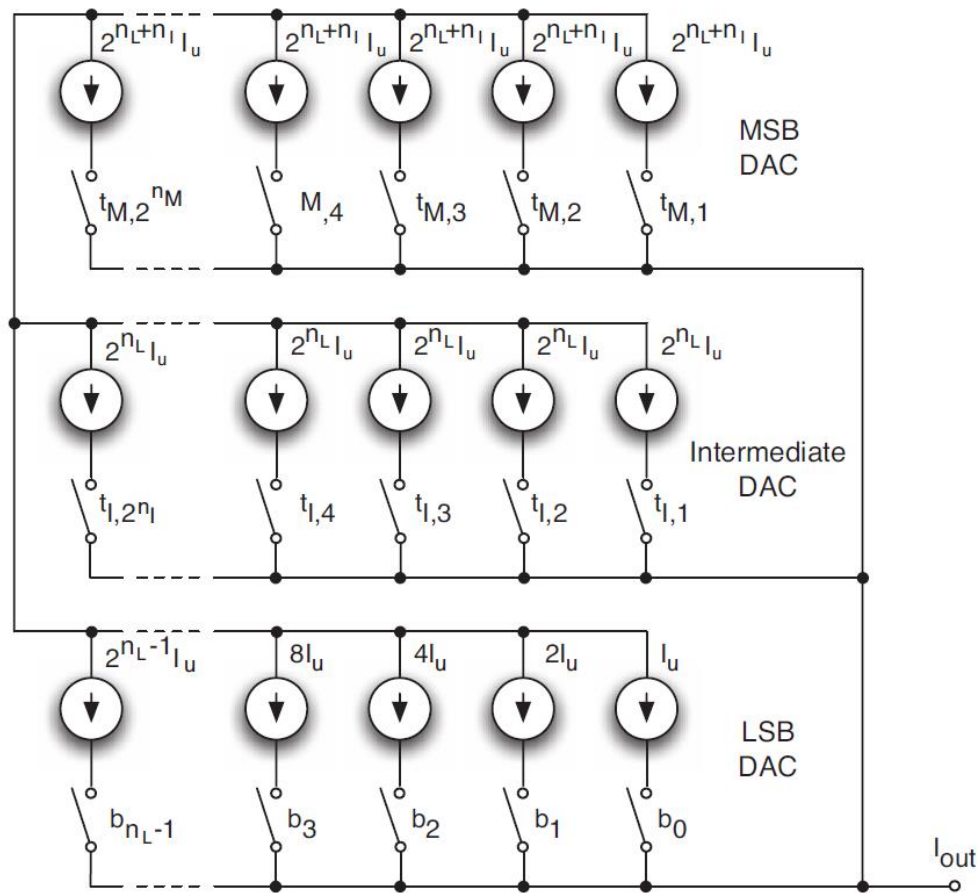 2^{n_L+n_I} I_u 2^{n_L+n_I} I_u 2^{n_L+n_I} I_u 2^{n_L+n_I} I_u 2^{n_L+n_I} I_u
MSB
DAC
t_{M,2^{n_M}} M,4 t_{M,3} t_{M,2} t_{M,1}
2^{n_L} I_u 2^{n_L} I_u 2^{n_L} I_u 2^{n_L} I_u 2^{n_L} I_u
Intermediate
DAC
t_{I,2^{n_I}} t_{I,4} t_{I,3} t_{I,2} t_{I,1}
2^{n_L-1} I_u 8I_u 4I_u 2I_u I_u
LSB
DAC
b_{n_L-1} b_3 b_2 b_1 b_0
I_out